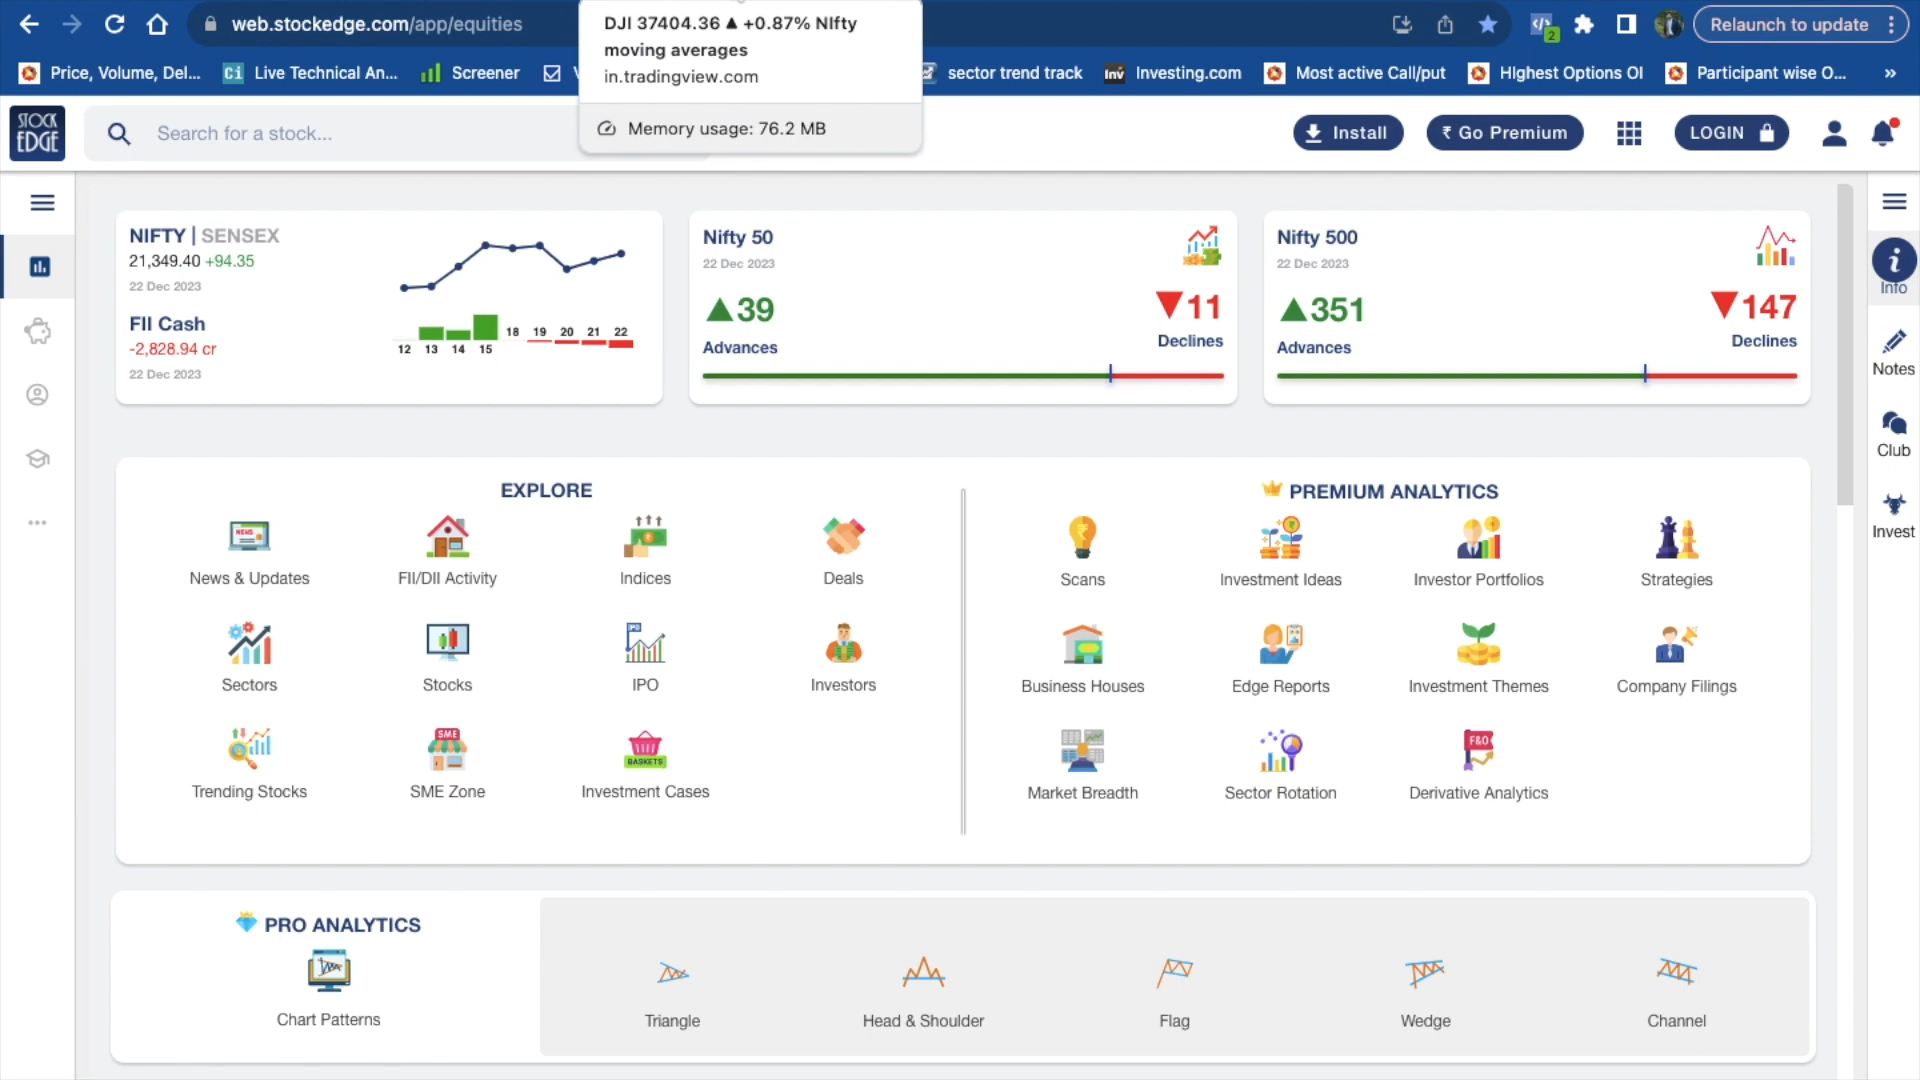 web.stockedge.com/app/equities
DJI 37404.36 ▲ +0.87% NIfty
moving averages
in.tradingview.com
Memory usage: 76.2 MB
2
Relaunch to update
Price, Volume, Del...
Ci
Live Technical An...
Screener
sector trend track
Inv
Investing.com
Most active Call/put
HIghest Options OI
Participant wise O...
»
STOCK
EDGE
Search for a stock...
Install
₹ Go Premium
LOGIN
NIFTY | SENSEX
21,349.40 +94.35
22 Dec 2023
FII Cash
-2,828.94 cr
22 Dec 2023
18 19 20 21 22
12 13 14 15
Nifty 50
22 Dec 2023
▲39
▼11
Advances
Declines
Nifty 500
22 Dec 2023
▲351
▼147
Advances
Declines
Info
Notes
Club
Invest
EXPLORE
NEWS
News & Updates
FII/DII Activity
Indices
Deals
Sectors
Stocks
IPO
IPO
Investors
Trending Stocks
SME
SME Zone
BASKETS
Investment Cases
PREMIUM ANALYTICS
Scans
Investment Ideas
Investor Portfolios
Strategies
Business Houses
Edge Reports
Investment Themes
Company Filings
Market Breadth
Sector Rotation
F&O
Derivative Analytics
PRO ANALYTICS
Chart Patterns
Triangle
Head & Shoulder
Flag
Wedge
Channel